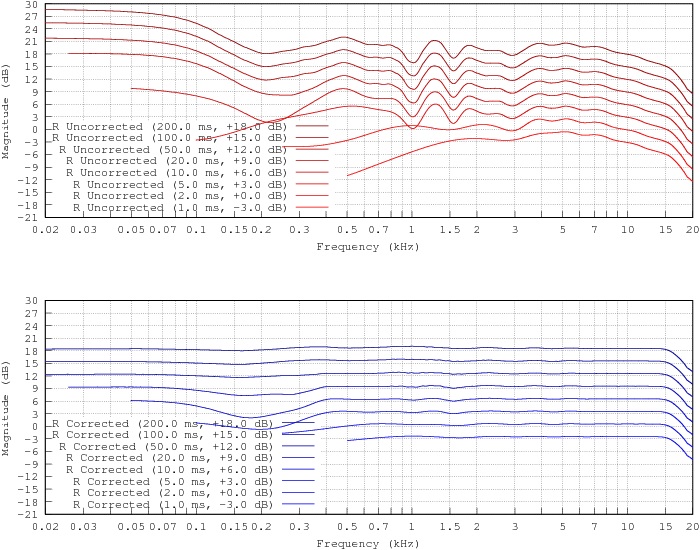 30
27
24
21
18
15
12
9
6
3
0
-3
-6
-9
-12
-15
-18
-21
Magnitude (dB)
R Uncorrected (200.0 ms, +18.0 dB)
R Uncorrected (100.0 ms, +15.0 dB)
R Uncorrected (50.0 ms, +12.0 dB)
R Uncorrected (20.0 ms, +9.0 dB)
R Uncorrected (10.0 ms, +6.0 dB)
R Uncorrected (5.0 ms, +3.0 dB)
R Uncorrected (2.0 ms, +0.0 dB)
R Uncorrected (1.0 ms, -3.0 dB)
0.02 0.03 0.05 0.07 0.1 0.15 0.2 0.3 0.5 0.7 1 1.5 2 3 5 7 10 15 20
Frequency (kHz)
30
27
24
21
18
15
12
9
6
3
0
-3
-6
-9
-12
-15
-18
-21
Magnitude (dB)
R Corrected (200.0 ms, +18.0 dB)
R Corrected (100.0 ms, +15.0 dB)
R Corrected (50.0 ms, +12.0 dB)
R Corrected (20.0 ms, +9.0 dB)
R Corrected (10.0 ms, +6.0 dB)
R Corrected (5.0 ms, +3.0 dB)
R Corrected (2.0 ms, +0.0 dB)
R Corrected (1.0 ms, -3.0 dB)
0.02 0.03 0.05 0.07 0.1 0.15 0.2 0.3 0.5 0.7 1 1.5 2 3 5 7 10 15 20
Frequency (kHz)